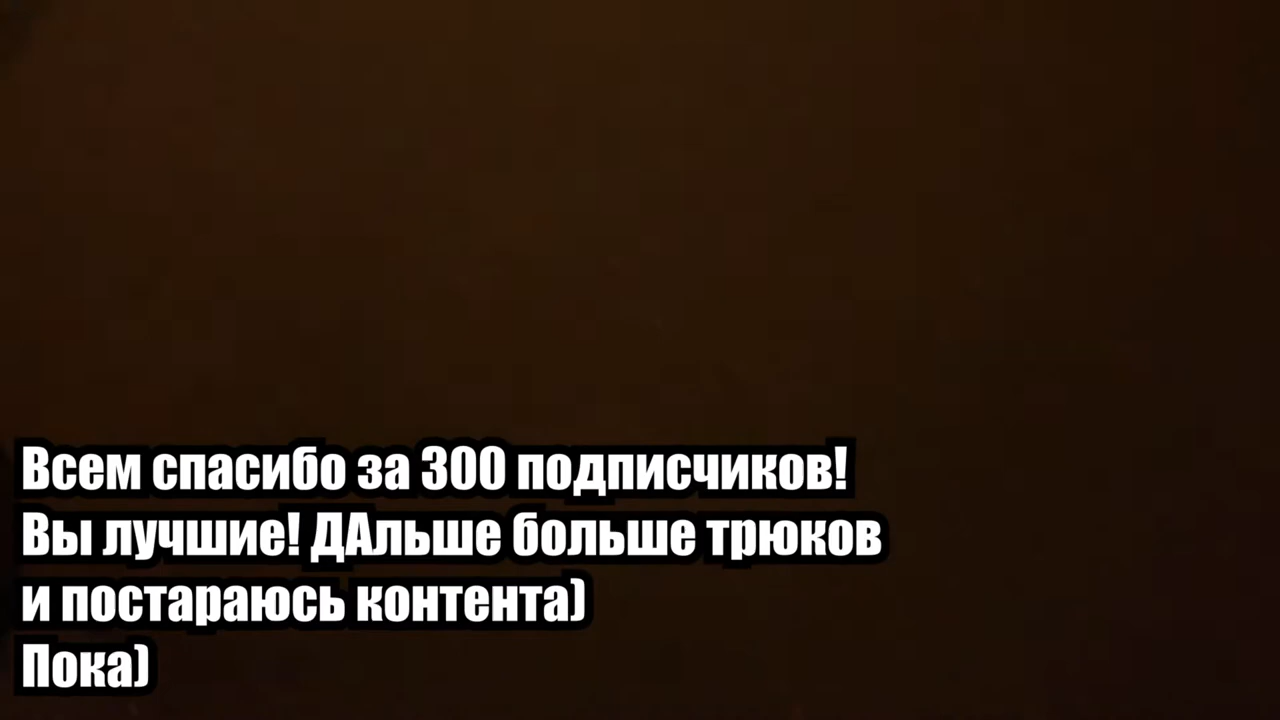 Всем спасибо за 300 подписчиков!
Вы лучшие! ДАльше больше трюков
и постараюсь контента)
Пока)